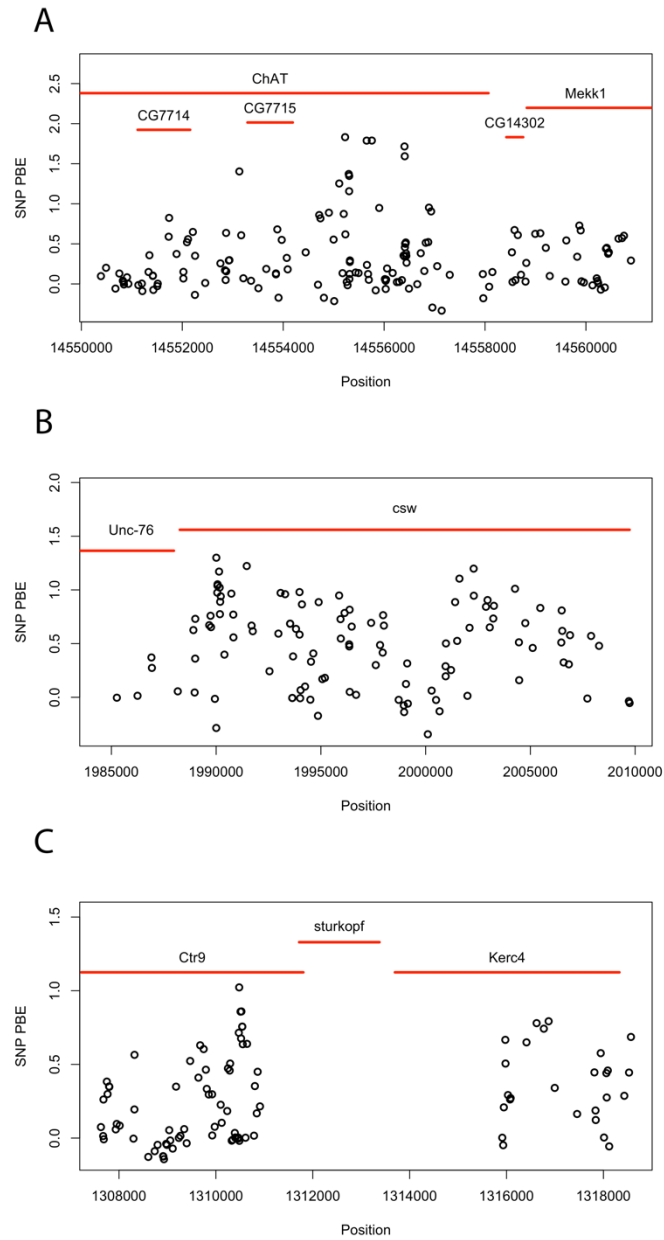 A
ChAT
Mekk1
CG7714
CG7715
CG14302
SNP PBE
2.5
2.0
1.5
1.0
0.5
0.0
14550000 14552000 14554000 14556000 14558000 14560000
Position
B
Unc-76
csw
SNP PBE
2.0
1.5
1.0
0.5
0.0
1985000 1990000 1995000 2000000 2005000 2010000
Position
C
sturkopf
Ctr9
Kerc4
SNP PBE
1.5
1.0
0.5
0.0
1308000 1310000 1312000 1314000 1316000 1318000
Position